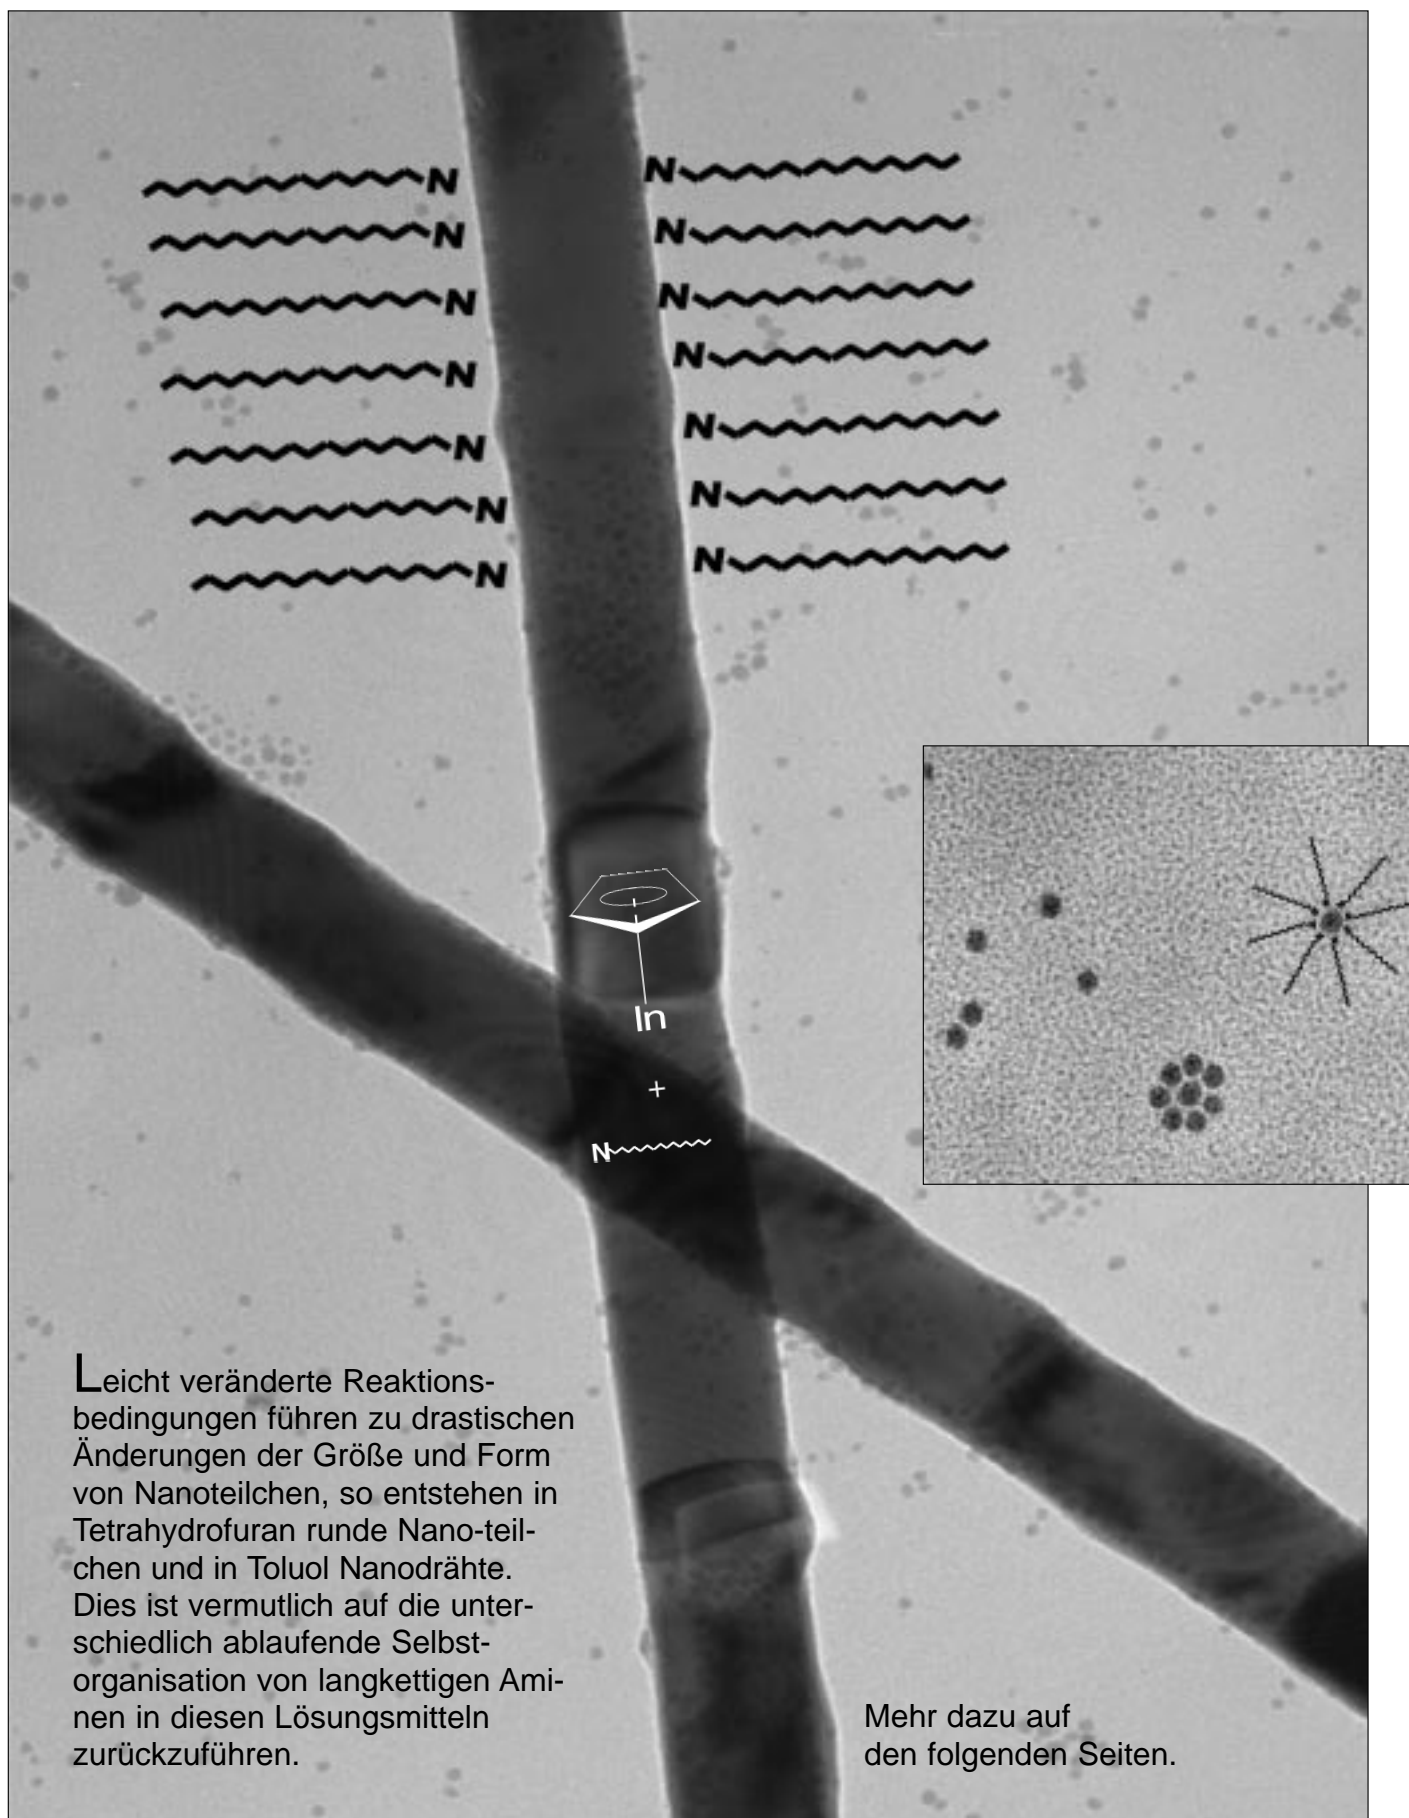 N N
N N
N N
N N
N N
N N
N N
In
+
N
Leicht veränderte Reaktions-
bedingungen führen zu drastischen
Änderungen der Größe und Form
von Nanoteilchen, so entstehen in
Tetrahydrofuran runde Nano-teil-
chen und in Toluol Nanodrähte.
Dies ist vermutlich auf die unter-
schiedlich ablaufende Selbst-
organisation von langkettigen Ami-
nen in diesen Lösungsmitteln
zurückzuführen.
Mehr dazu auf
den folgenden Seiten.